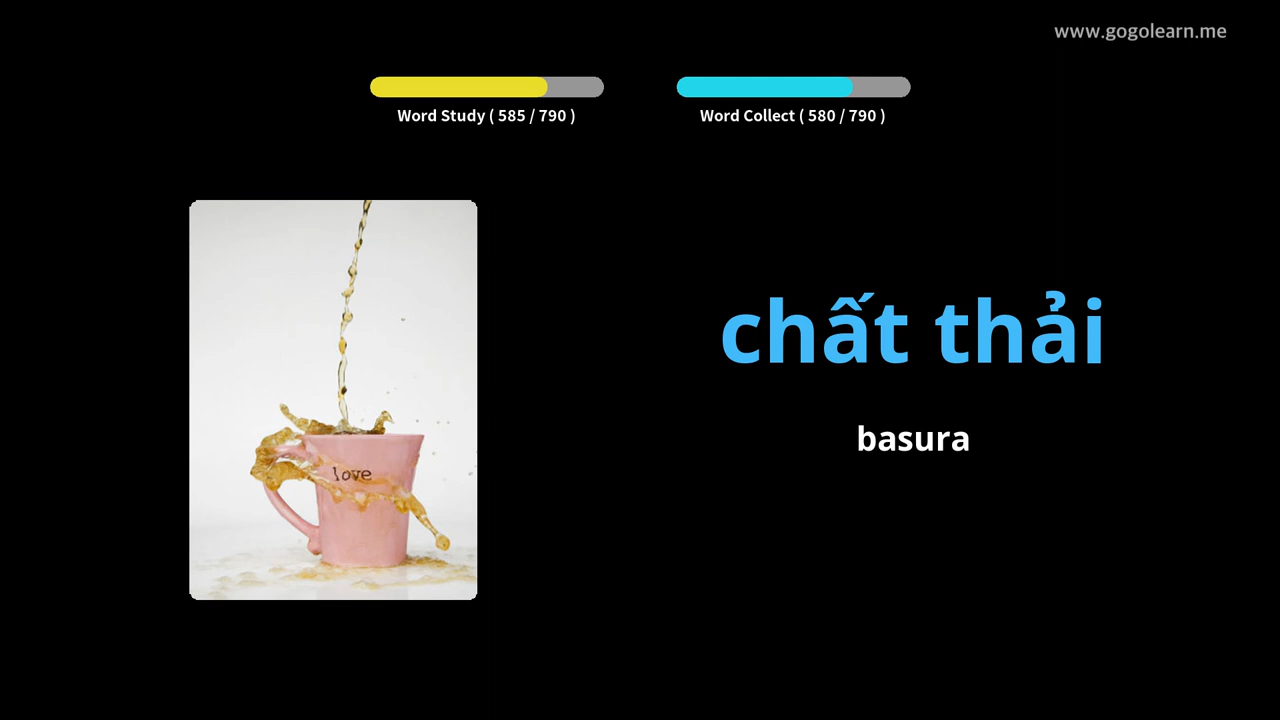 www.gogolearn.me
Word Study ( 585 / 790 )
Word Collect ( 580 / 790 )
love
chất thải
basura